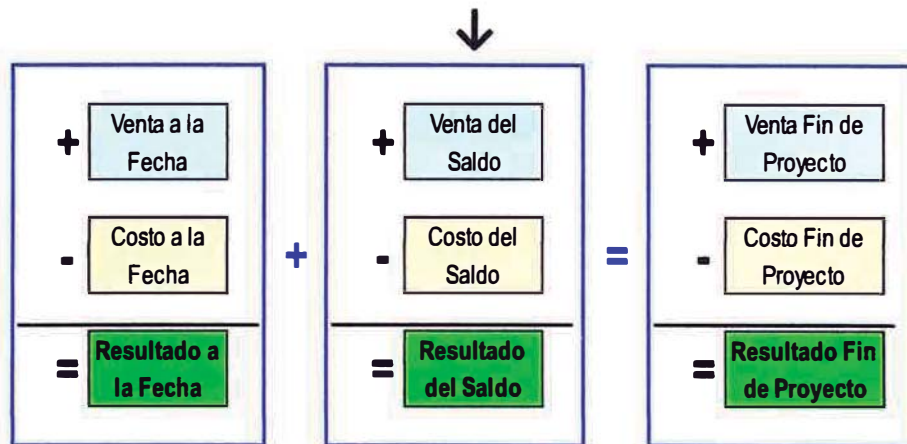 + Venta a la
Fecha
- Costo a la
Fecha
= Resultado a
la Fecha
+
+ Venta del
Saldo
- Costo del
Saldo
= Resultado
del Saldo
=
+ Venta Fin de
Proyecto
- Costo Fin de
Proyecto
= Resultado Fin
de Proyecto